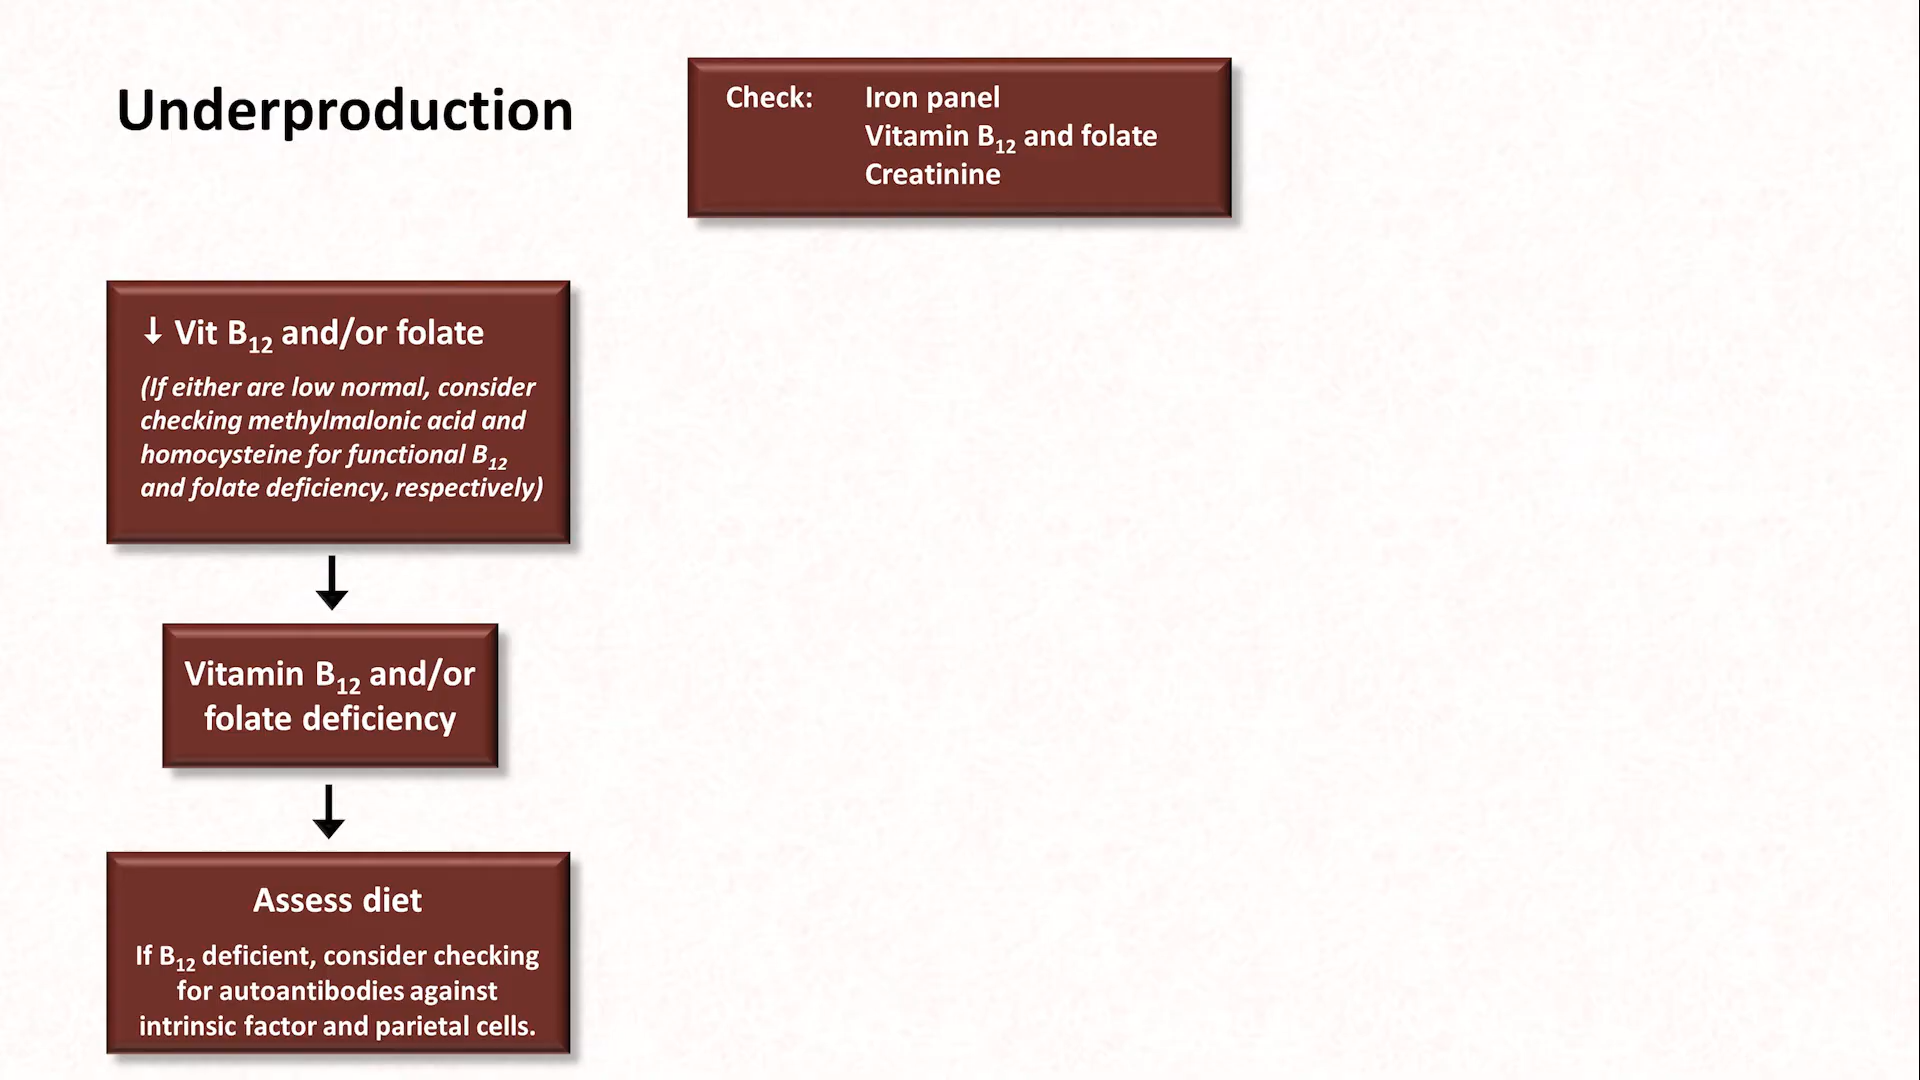 Underproduction
Check: Iron panel
Vitamin B12 and folate
Creatinine
↓ Vit B12 and/or folate
(If either are low normal, consider
checking methylmalonic acid and
homocysteine for functional B12
and folate deficiency, respectively)
Vitamin B12 and/or
folate deficiency
Assess diet
If B12 deficient, consider checking
for autoantibodies against
intrinsic factor and parietal cells.